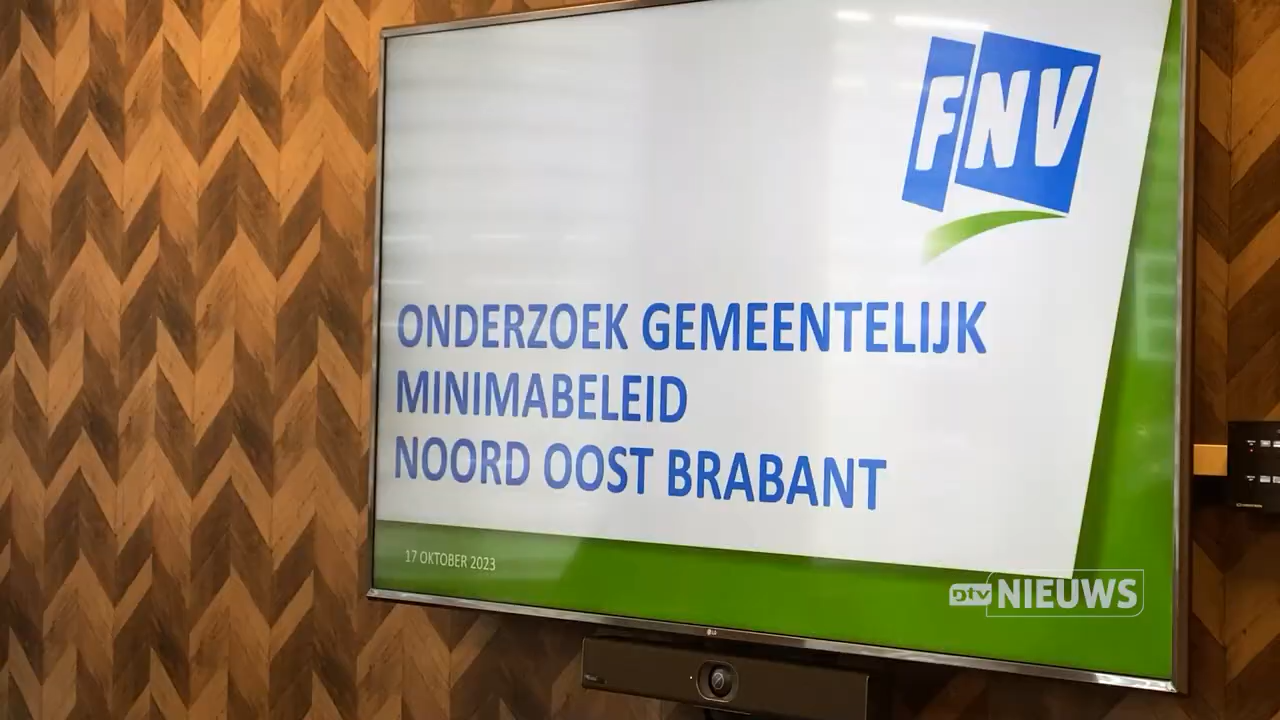 FNV
ONDERZOEK GEMEENTELIJK
MINIMABELEID
NOORD OOST BRABANT
17 OKTOBER 2023
LG
DTV NIEUWS